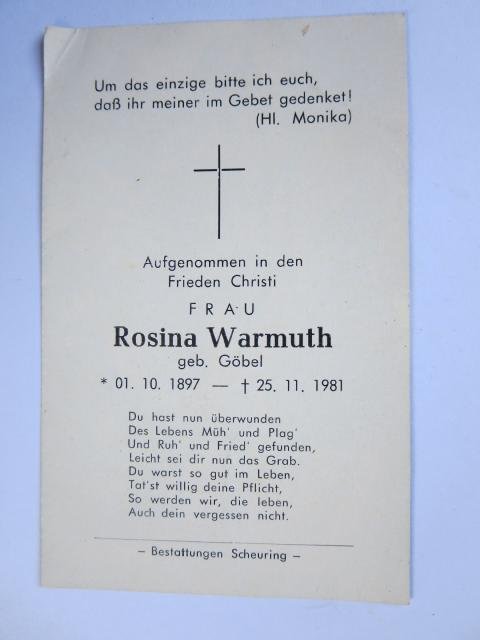 Um das einzige bitte ich euch,
daß ihr meiner im Gebet gedenket!
(Hl. Monika)
Aufgenommen in den
Frieden Christi
FRAU
Rosina Warmuth
geb. Göbel
* 01. 10. 1897 — † 25. 11. 1981
Du hast nun überwunden
Des Lebens Müh' und Plag'
Und Ruh' und Fried' gefunden,
Leicht sei dir nun das Grab.
Du warst so gut im Leben,
Tat'st willig deine Pflicht,
So werden wir, die leben,
Auch dein vergessen nicht.
– Bestattungen Scheuring –